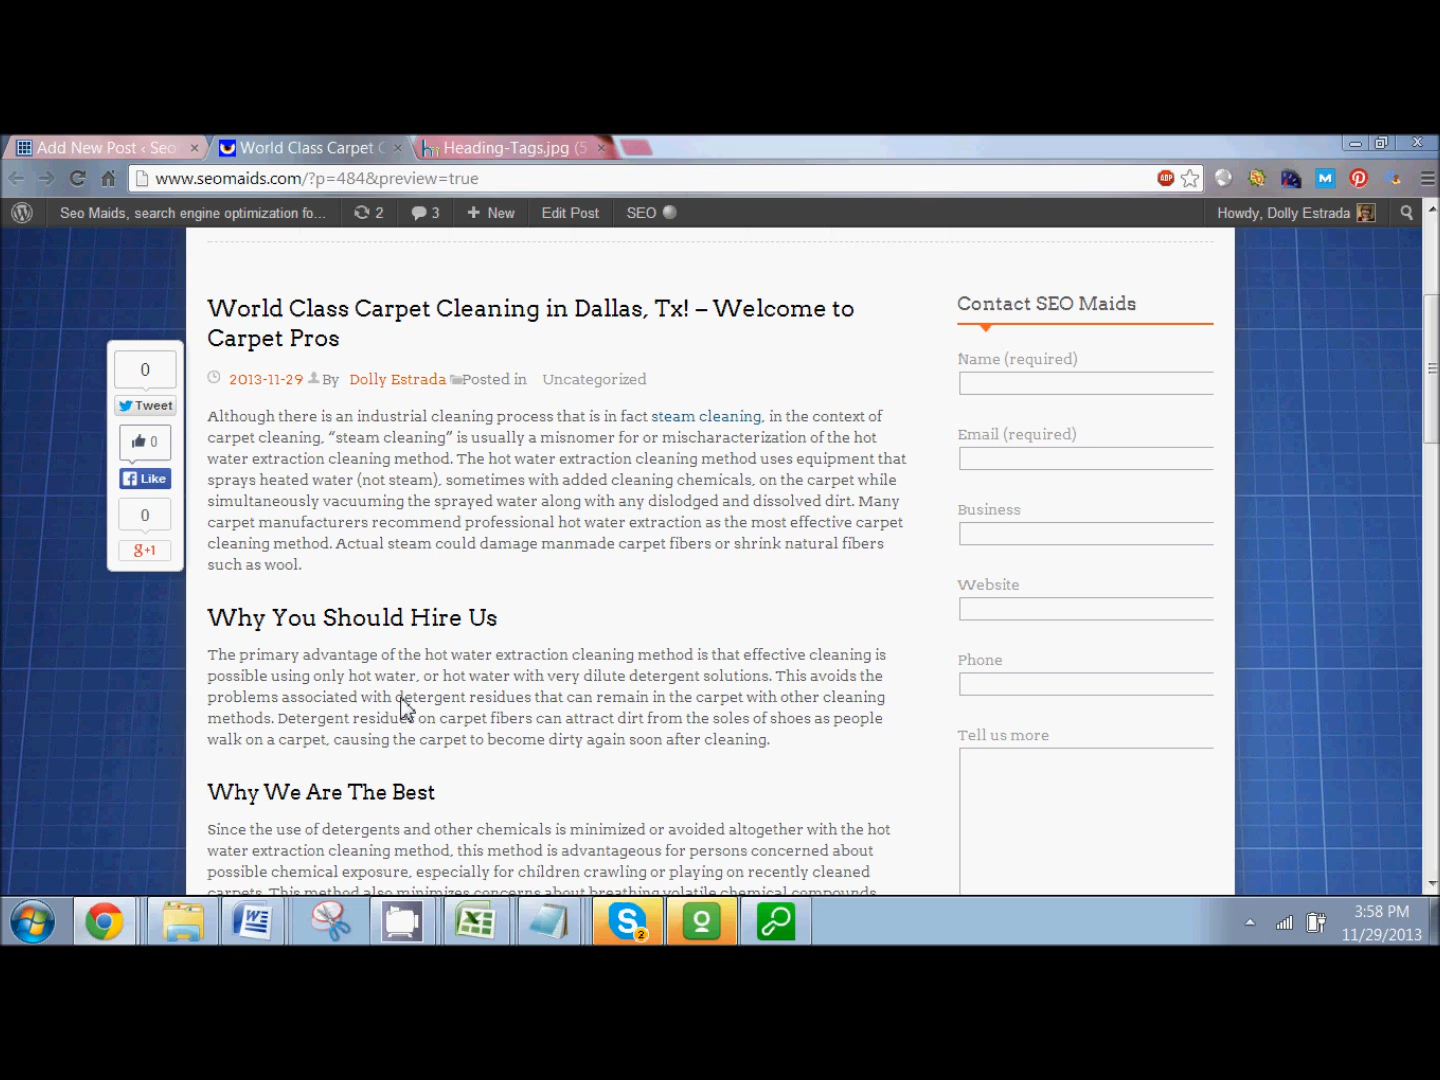 Add New Post ‹ Seo
World Class Carpet C
Heading-Tags.jpg (5
www.seomaids.com/?p=484&preview=true
ABP
M
Seo Maids, search engine optimization fo...
2
3
+ New
Edit Post
SEO
Howdy, Dolly Estrada
World Class Carpet Cleaning in Dallas, Tx! – Welcome to
Carpet Pros
2013-11-29 By Dolly Estrada Posted in Uncategorized
Although there is an industrial cleaning process that is in fact steam cleaning, in the context of
carpet cleaning, “steam cleaning” is usually a misnomer for or mischaracterization of the hot
water extraction cleaning method. The hot water extraction cleaning method uses equipment that
sprays heated water (not steam), sometimes with added cleaning chemicals, on the carpet while
simultaneously vacuuming the sprayed water along with any dislodged and dissolved dirt. Many
carpet manufacturers recommend professional hot water extraction as the most effective carpet
cleaning method. Actual steam could damage manmade carpet fibers or shrink natural fibers
such as wool.
Why You Should Hire Us
The primary advantage of the hot water extraction cleaning method is that effective cleaning is
possible using only hot water, or hot water with very dilute detergent solutions. This avoids the
problems associated with detergent residues that can remain in the carpet with other cleaning
methods. Detergent residues on carpet fibers can attract dirt from the soles of shoes as people
walk on a carpet, causing the carpet to become dirty again soon after cleaning.
Why We Are The Best
Since the use of detergents and other chemicals is minimized or avoided altogether with the hot
water extraction cleaning method, this method is advantageous for persons concerned about
possible chemical exposure, especially for children crawling or playing on recently cleaned
carpets. This method also minimizes concerns about breathing volatile chemical compounds
0
Tweet
0
Like
0
g+1
Contact SEO Maids
Name (required)
Email (required)
Business
Website
Phone
Tell us more
2
3:58 PM
11/29/2013